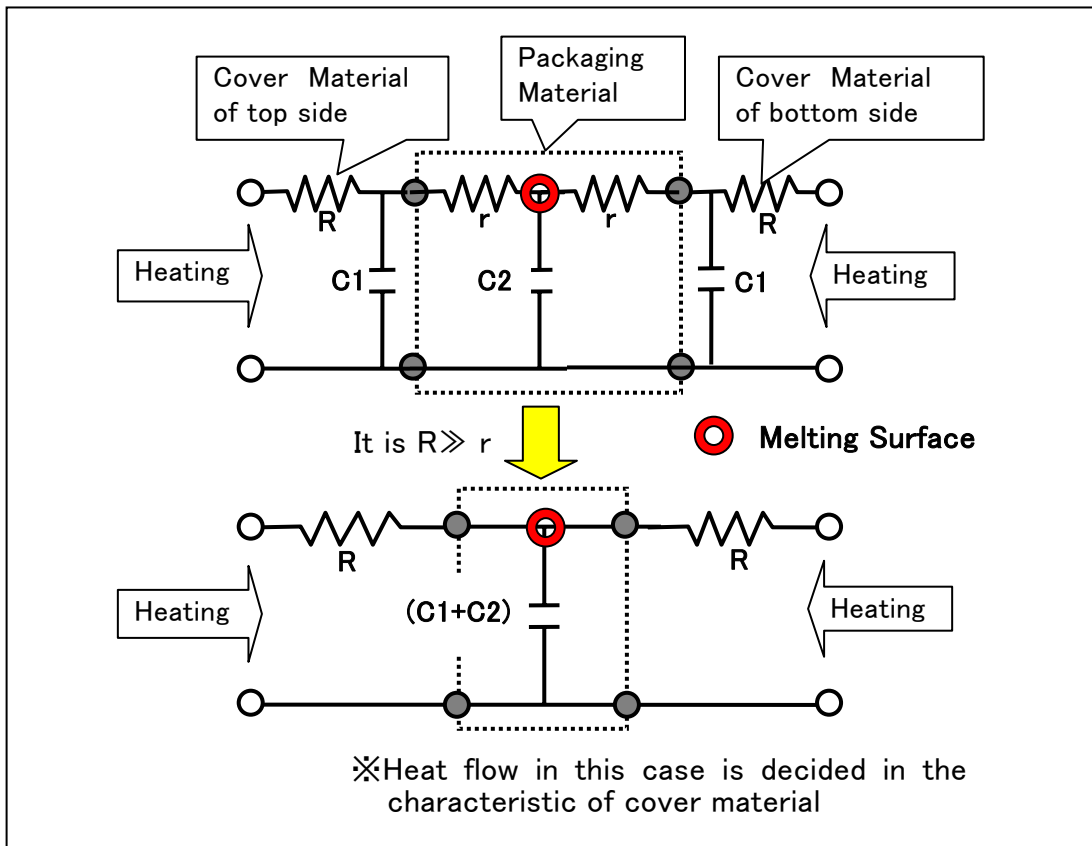 Cover Material
of top side
Packaging
Material
Cover Material
of bottom side
R
r
r
R
Heating
C1
C2
C1
Heating
It is R≫ r
Melting Surface
R
R
Heating
(C1+C2)
Heating
※Heat flow in this case is decided in the
characteristic of cover material